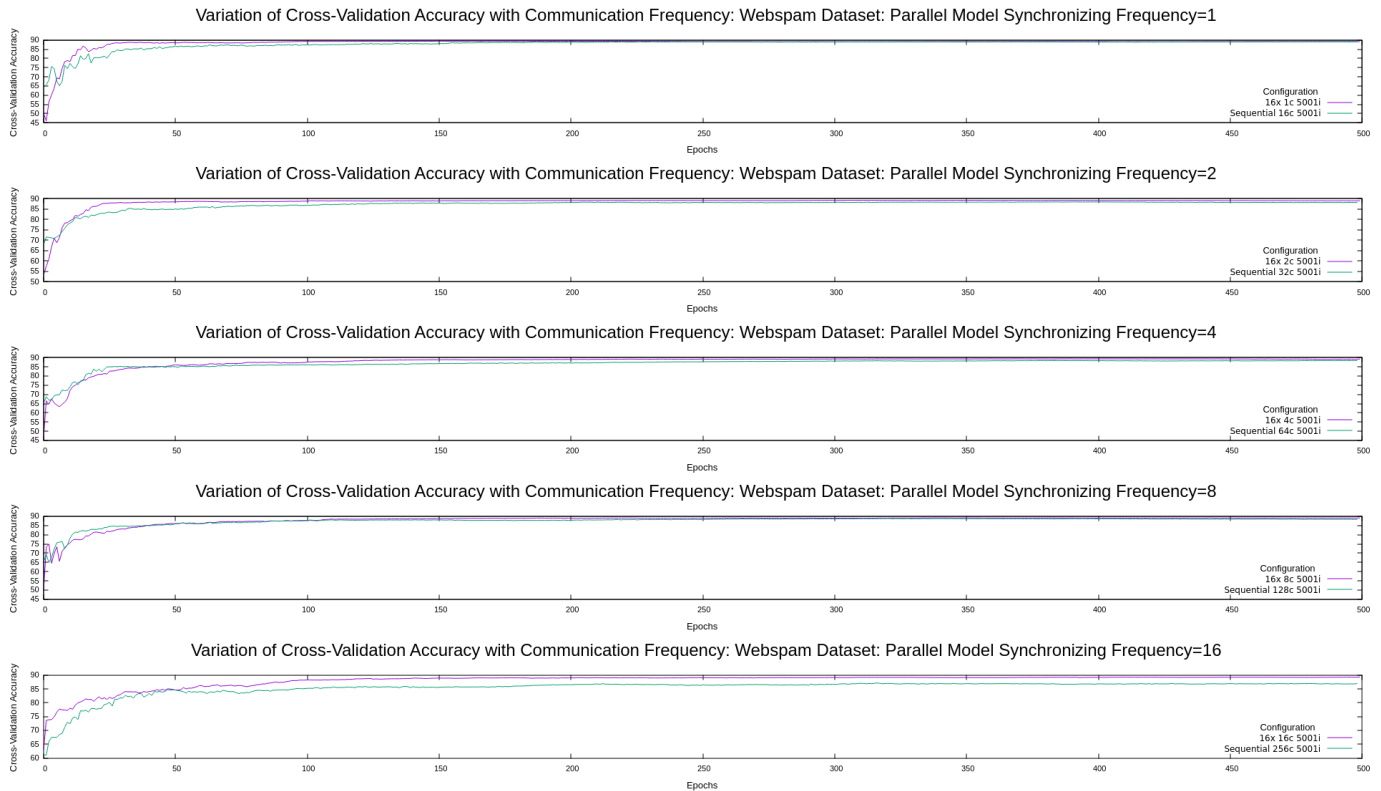 Variation of Cross-Validation Accuracy with Communication Frequency: Webspam Dataset: Parallel Model Synchronizing Frequency=1
Cross-Validation Accuracy
90
85
80
75
70
65
60
55
50
45
Configuration
16x 1c 5001i
Sequential 16c 5001i
0 50 100 150 200 250 300 350 400 450 500
Epochs
Variation of Cross-Validation Accuracy with Communication Frequency: Webspam Dataset: Parallel Model Synchronizing Frequency=2
Cross-Validation Accuracy
90
85
80
75
70
65
60
55
50
Configuration
16x 2c 5001i
Sequential 32c 5001i
0 50 100 150 200 250 300 350 400 450 500
Epochs
Variation of Cross-Validation Accuracy with Communication Frequency: Webspam Dataset: Parallel Model Synchronizing Frequency=4
Cross-Validation Accuracy
90
85
80
75
70
65
60
55
50
45
Configuration
16x 4c 5001i
Sequential 64c 5001i
0 50 100 150 200 250 300 350 400 450 500
Epochs
Variation of Cross-Validation Accuracy with Communication Frequency: Webspam Dataset: Parallel Model Synchronizing Frequency=8
Cross-Validation Accuracy
90
85
80
75
70
65
60
55
50
45
Configuration
16x 8c 5001i
Sequential 128c 5001i
0 50 100 150 200 250 300 350 400 450 500
Epochs
Variation of Cross-Validation Accuracy with Communication Frequency: Webspam Dataset: Parallel Model Synchronizing Frequency=16
Cross-Validation Accuracy
90
85
80
75
70
65
60
Configuration
16x 16c 5001i
Sequential 256c 5001i
0 50 100 150 200 250 300 350 400 450 500
Epochs